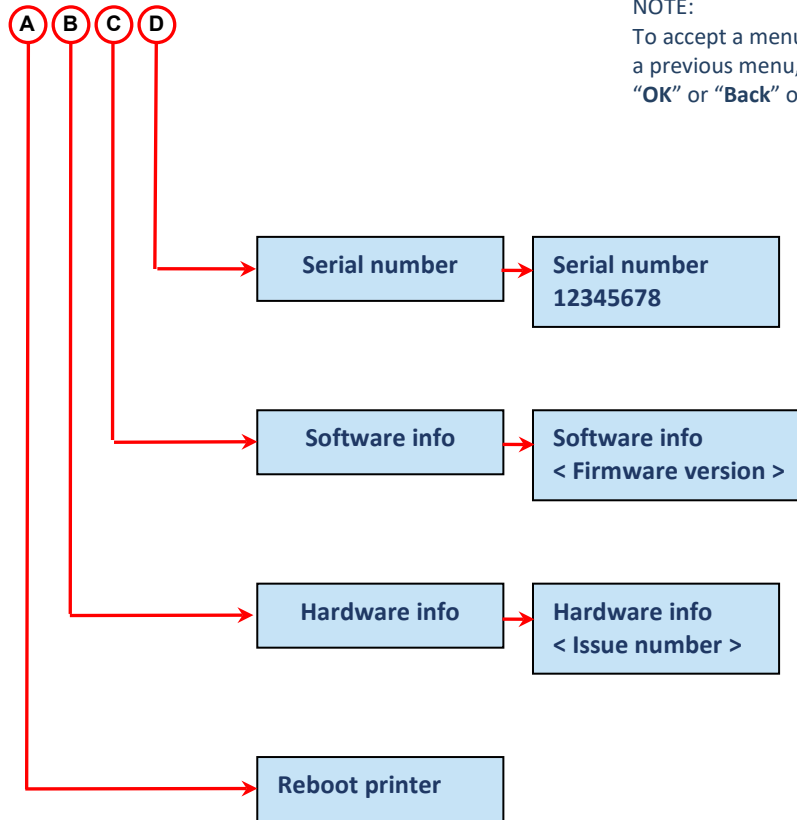 A B C D
NOTE:
To accept a menu
a previous menu,
“OK” or “Back” o
Serial number
Serial number
12345678
Software info
Software info
< Firmware version >
Hardware info
Hardware info
< Issue number >
Reboot printer